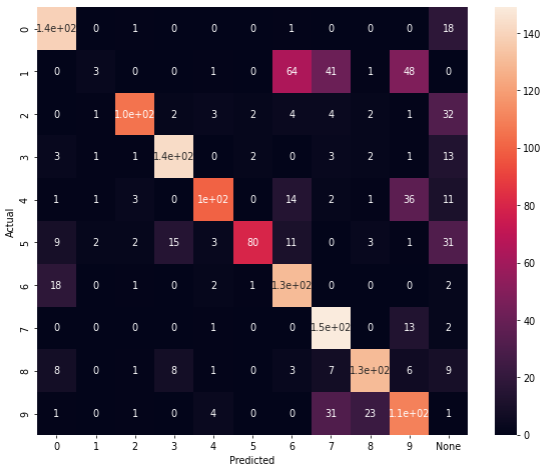 0 1.4e+02 0 1 0 0 0 1 0 0 0 18
1 0 3 0 0 1 0 64 41 1 48 0
2 0 1 1.0e+02 2 3 2 4 4 2 1 32
3 3 1 1 1.4e+02 0 2 0 3 2 1 13
4 1 1 3 0 1e+02 0 14 2 1 36 11
5 9 2 2 15 3 80 11 0 3 1 31
6 18 0 1 0 2 1 1.3e+02 0 0 0 2
7 0 0 0 0 1 0 0 1.5e+02 0 13 2
8 8 0 1 8 0 0 3 7 1.3e+02 6 9
9 1 0 1 0 4 0 0 31 23 1.1e+02 1
0 1 2 3 4 5 6 7 8 9 None
Predicted
Actual
140
120
100
80
60
40
20
0